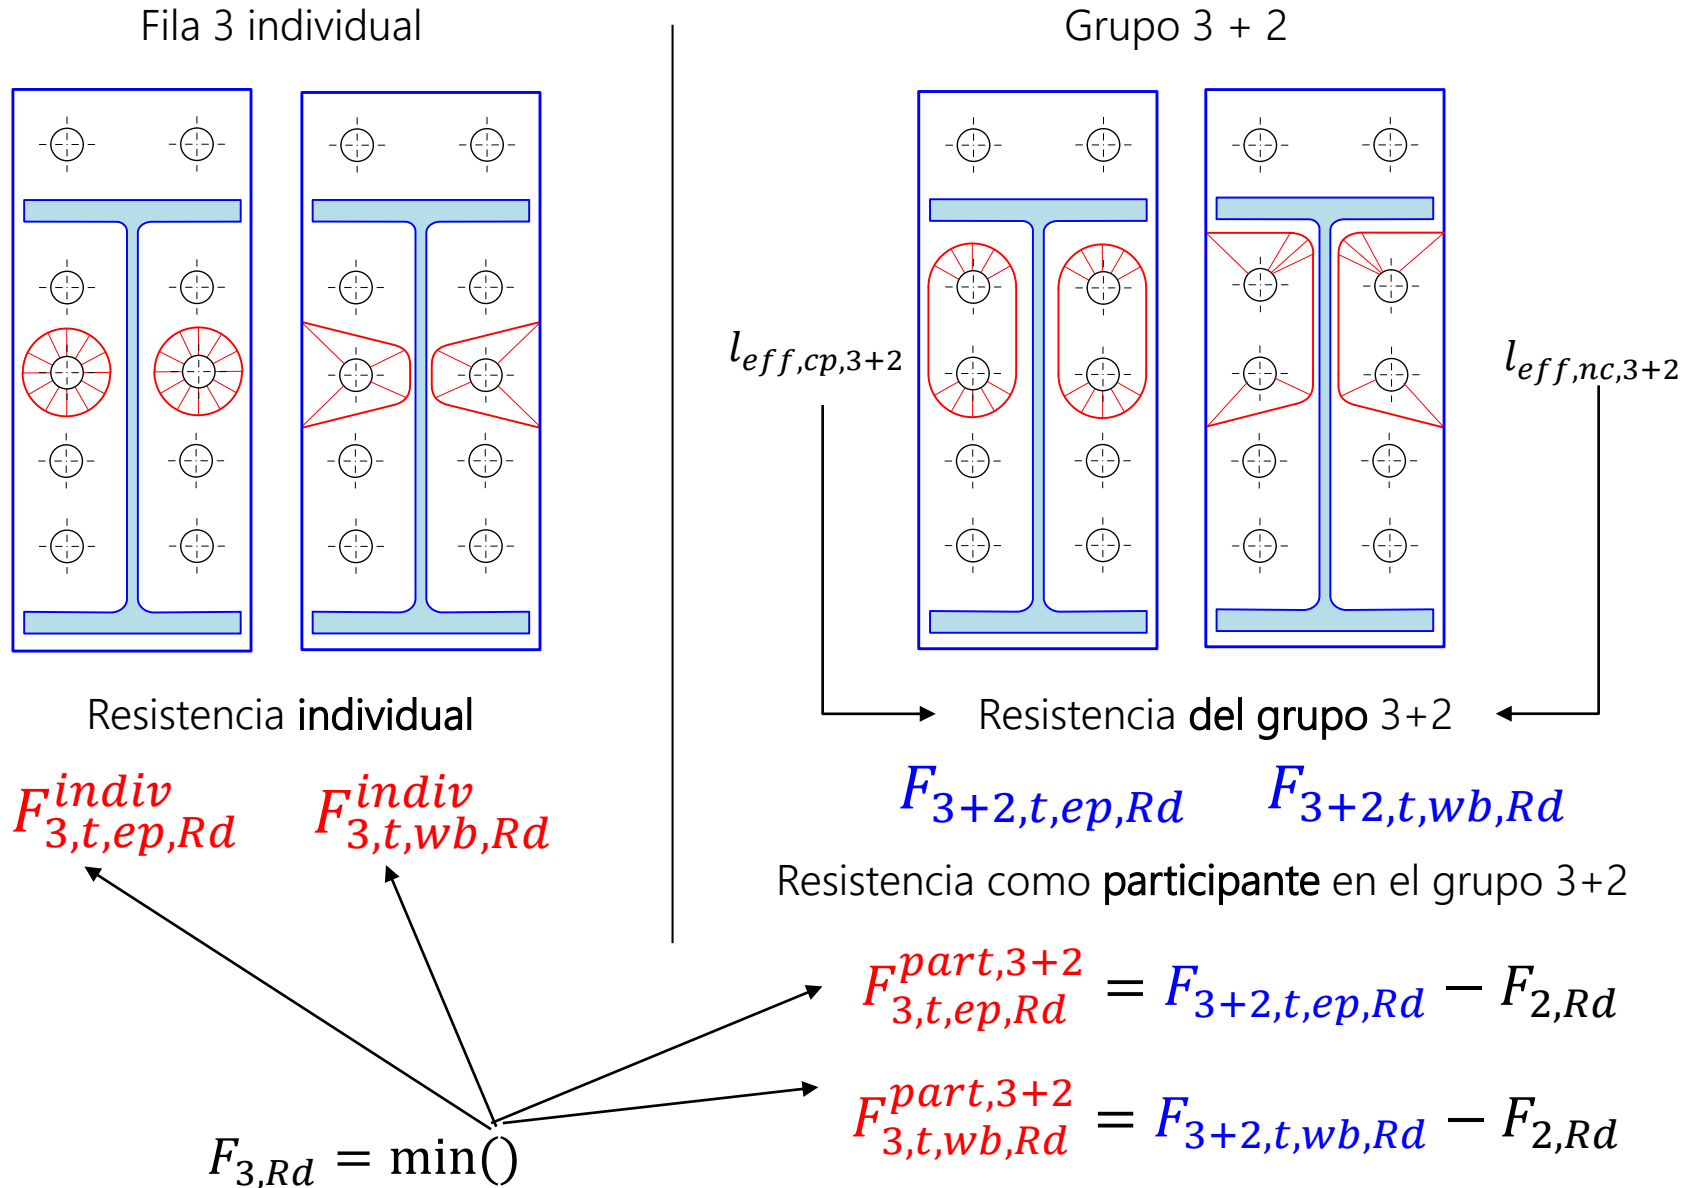 Fila 3 individual
Grupo 3 + 2
l_{eff,cp,3+2}
l_{eff,nc,3+2}
Resistencia individual
Resistencia del grupo 3+2
F_{3,t,ep,Rd}^{indiv} F_{3,t,wb,Rd}^{indiv}
F_{3+2,t,ep,Rd} F_{3+2,t,wb,Rd}
Resistencia como participante en el grupo 3+2
F_{3,t,ep,Rd}^{part,3+2} = F_{3+2,t,ep,Rd} − F_{2,Rd}
F_{3,t,wb,Rd}^{part,3+2} = F_{3+2,t,wb,Rd} − F_{2,Rd}
F_{3,Rd} = min()